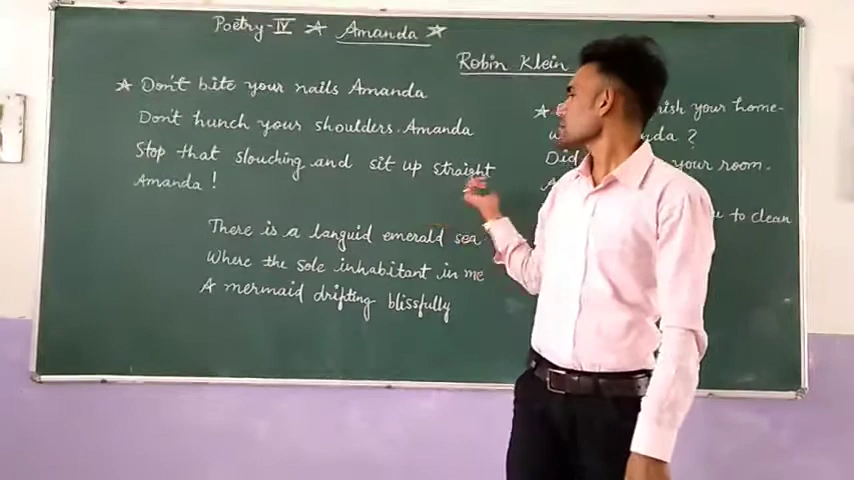 Poetry-IV ☆ Amanda ☆
Robin Klein
☆ Don't bite your nails, Amanda.
Don't hunch your shoulders, Amanda
Stop that slouching and sit up straight
Amanda !
There is a languid, emerald sea
Where the sole inhabitant is me
A mermaid, drifting blissfully
☆ your home-
?
Did your room.
to clean